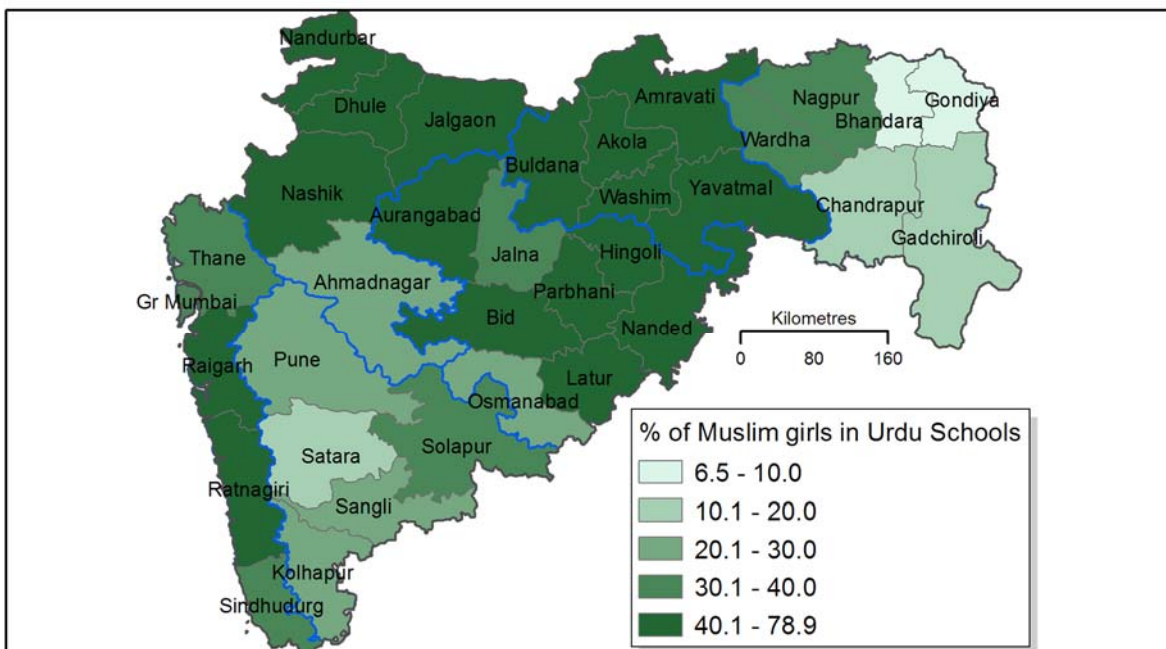 Nandurbar
Dhule
Jalgaon
Amravati
Nagpur
Gondiya
Bhandara
Akola
Wardha
Buldana
Nashik
Washim
Yavatmal
Aurangabad
Chandrapur
Gadchiroli
Thane
Jalna
Hingoli
Ahmadnagar
Parbhani
Gr Mumbai
Bid
Nanded
Kilometres
0 80 160
Raigarh
Pune
Latur
Osmanabad
Satara
Solapur
Ratnagiri
Sangli
Kolhapur
Sindhudurg
% of Muslim girls in Urdu Schools
6.5 - 10.0
10.1 - 20.0
20.1 - 30.0
30.1 - 40.0
40.1 - 78.9